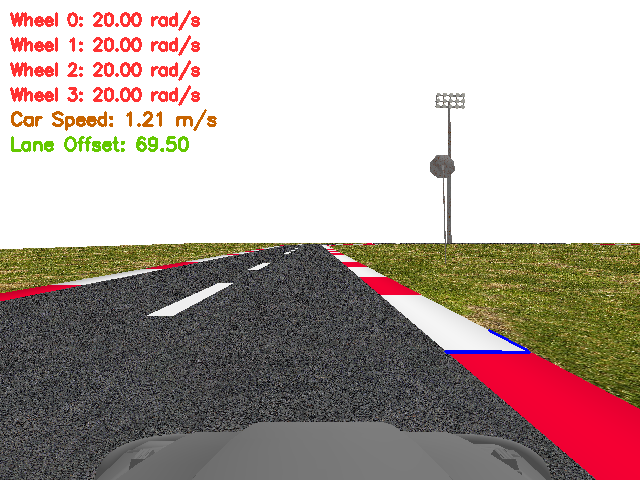 Wheel 0: 20.00 rad/s
Wheel 1: 20.00 rad/s
Wheel 2: 20.00 rad/s
Wheel 3: 20.00 rad/s
Car Speed: 1.21 m/s
Lane Offset: 69.50